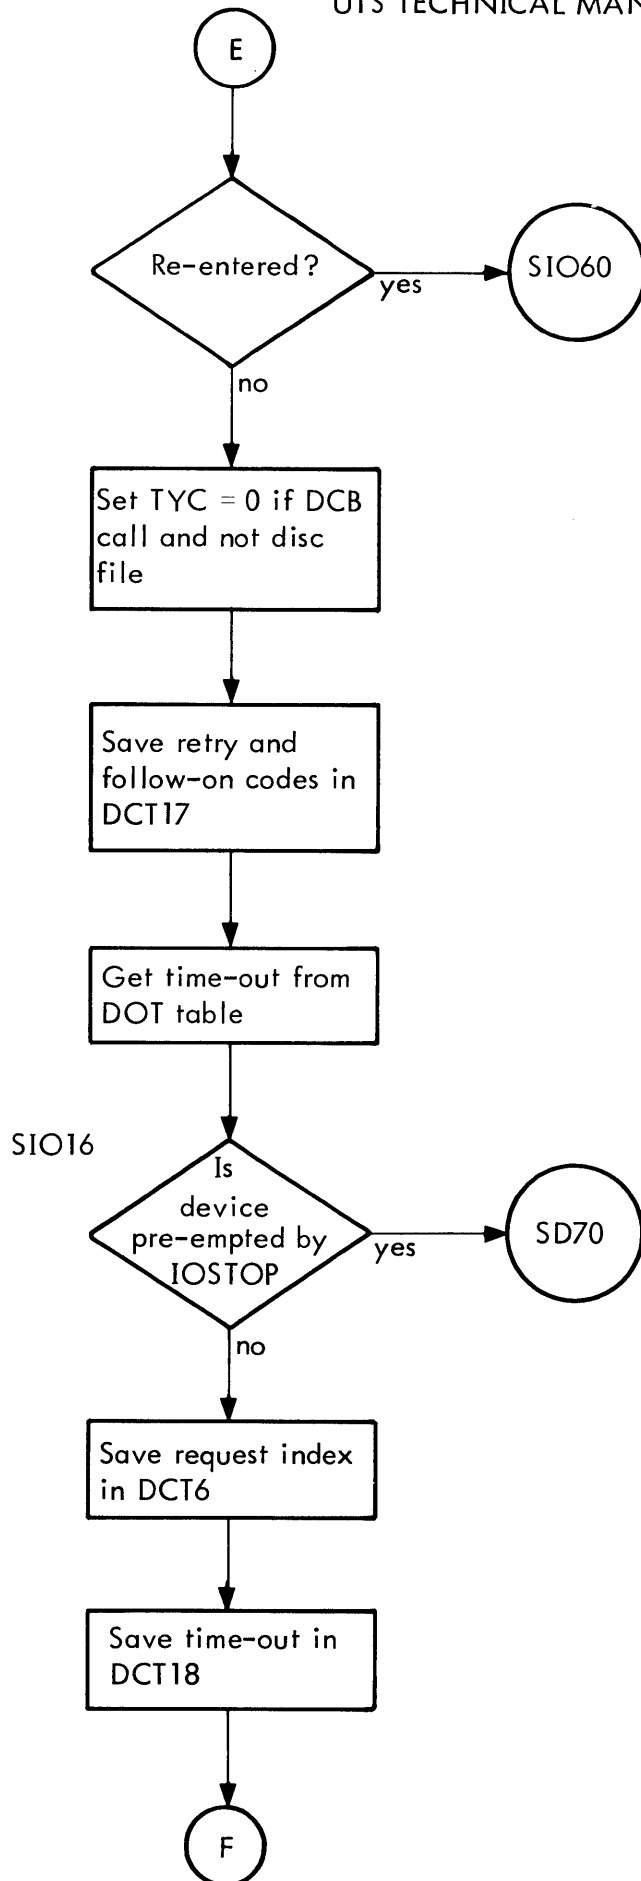 UTS TECHNICAL MAN
E
Re-entered?
yes
SIO60
no
Set TYC = 0 if DCB
call and not disc
file
Save retry and
follow-on codes in
DCT17
Get time-out from
DOT table
SIO16
Is
device
pre-empted by
IOSTOP
yes
SD70
no
Save request index
in DCT6
Save time-out in
DCT18
F